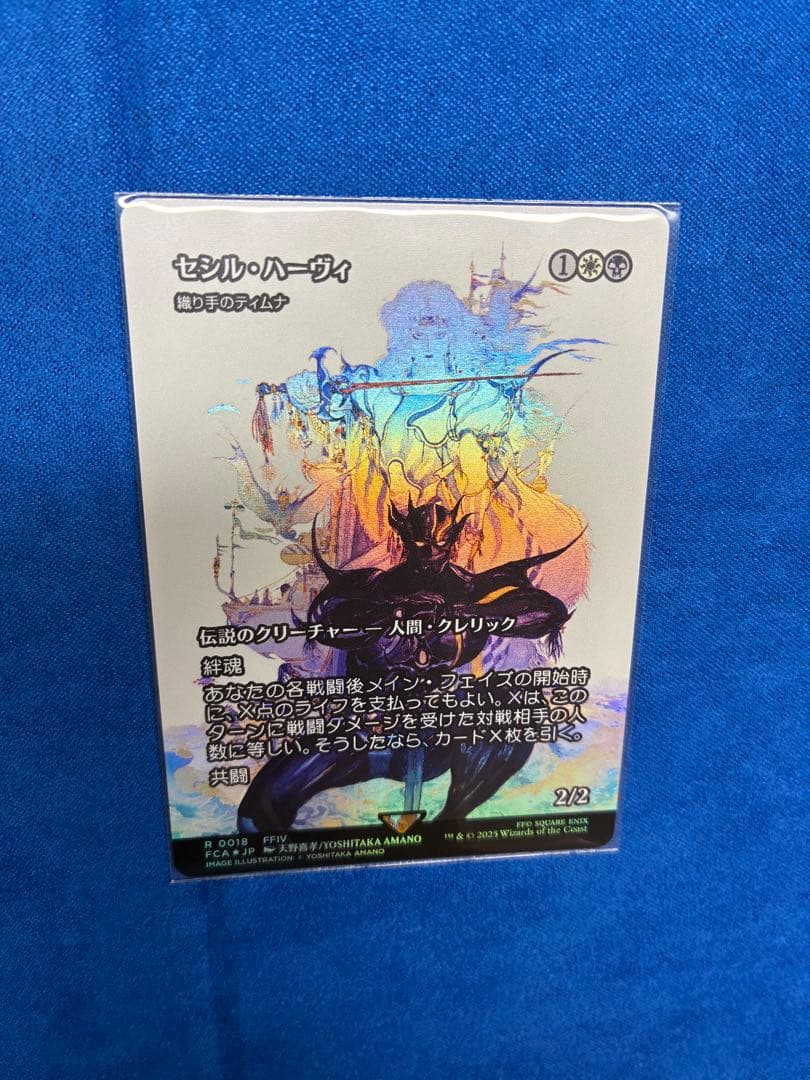 セシル・ハーヴィ
1
織り手のティムナ
伝説のクリーチャー — 人間・クレリック
絆魂
あなたの各戦闘後メイン・フェイズの開始時
に、X点のライフを支払ってもよい。Xは、この
ターンに戦闘ダメージを受けた対戦相手の人
数に等しい。そうしたなら、カードX枚を引く。
共闘
2/2
R 0018 FFIV
FCA★JP 天野喜孝/YOSHITAKA AMANO
IMAGE ILLUSTRATION: © YOSHITAKA AMANO
FF© SQUARE ENIX
™ & © 2025 Wizards of the Coast